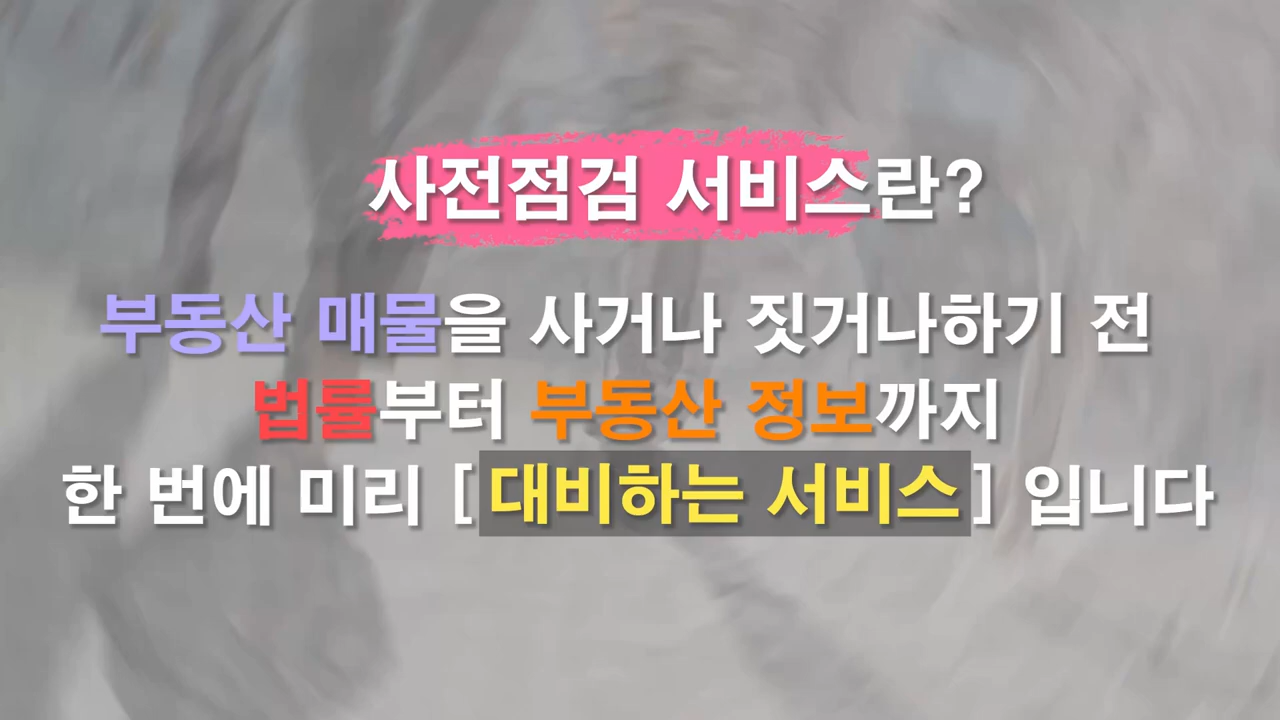 사전점검 서비스란?
부동산 매물을 사거나 짓거나하기 전
법률부터 부동산 정보까지
한 번에 미리 [대비하는 서비스] 입니다